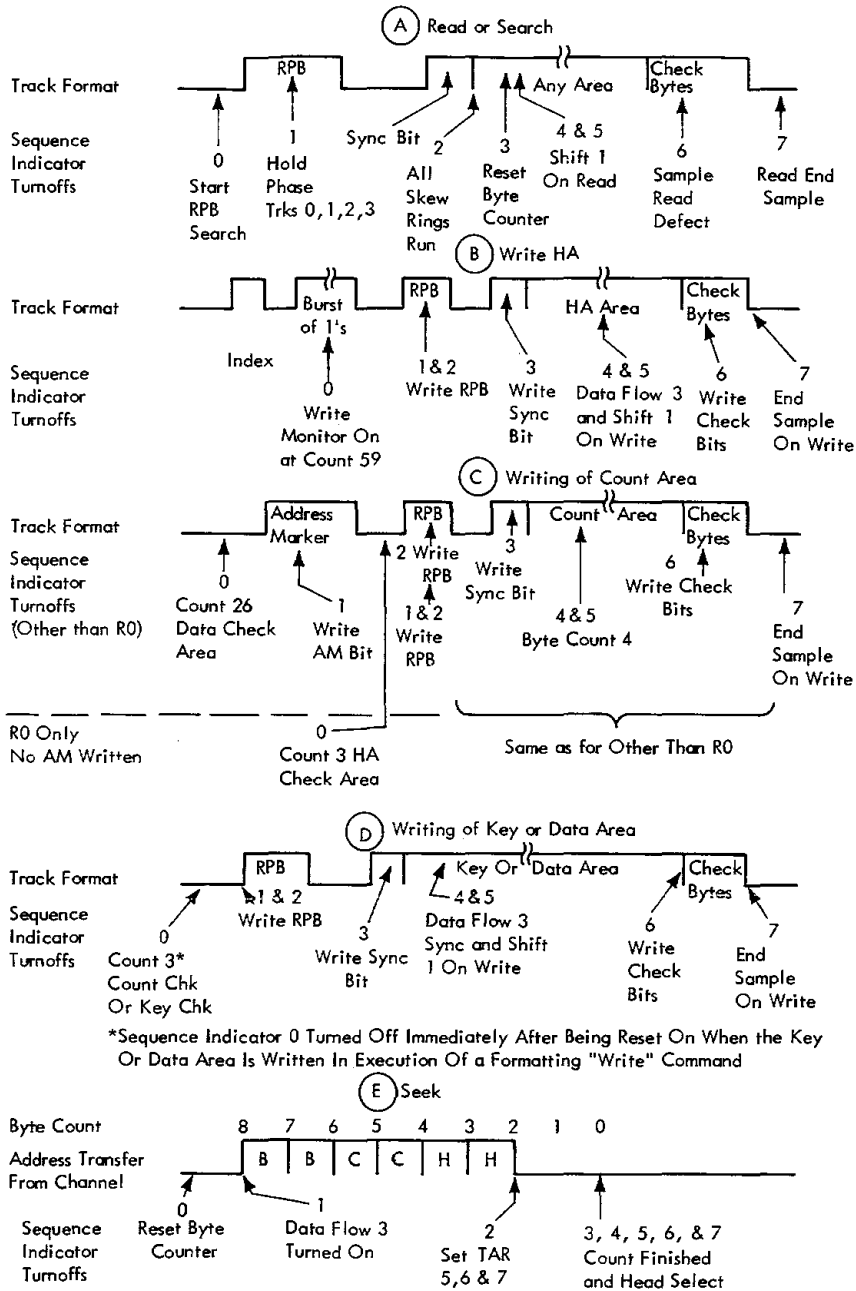 A Read or Search
Track Format
RPB
Any Area
Check
Bytes
Sequence
Indicator
Turnoffs
0
Start
RPB
Search
1
Hold
Phase
Trks 0,1,2,3
Sync Bit
2
All
Skew
Rings
Run
3
Reset
Byte
Counter
4 & 5
Shift 1
On Read
6
Sample
Read
Defect
7
Read End
Sample
B Write HA
Track Format
Burst
of 1's
RPB
HA Area
Check
Bytes
Index
Sequence
Indicator
Turnoffs
0
Write
Monitor On
at Count 59
1 & 2
Write RPB
3
Write
Sync
Bit
4 & 5
Data Flow 3
and Shift 1
On Write
6
Write
Check
Bits
7
End
Sample
On Write
C Writing of Count Area
Track Format
Address
Marker
RPB
Count Area
Check
Bytes
Sequence
Indicator
Turnoffs
(Other than R0)
0
Count 26
Data Check
Area
1
Write
AM Bit
2 Write
RPB
1 & 2
Write
RPB
3
Write
Sync Bit
4 & 5
Byte Count 4
6
Write Check
Bits
7
End
Sample
On Write
R0 Only
No AM Written
0
Count 3 HA
Check Area
Same as for Other Than R0
D Writing of Key or Data Area
Track Format
RPB
Key Or Data Area
Check
Bytes
Sequence
Indicator
Turnoffs
0
Count 3*
Count Chk
Or Key Chk
1 & 2
Write RPB
3
Write Sync
Bit
4 & 5
Data Flow 3
Sync and Shift
1 On Write
6
Write
Check
Bits
7
End
Sample
On Write
*Sequence Indicator 0 Turned Off Immediately After Being Reset On When the Key
Or Data Area Is Written In Execution Of a Formatting "Write" Command
E Seek
Byte Count
8 7 6 5 4 3 2 1 0
Address Transfer
From Channel
B B C C H H
Sequence
Indicator
Turnoffs
0
Reset Byte
Counter
1
Data Flow 3
Turned On
2
Set TAR
5,6 & 7
3, 4, 5, 6, & 7
Count Finished
and Head Select